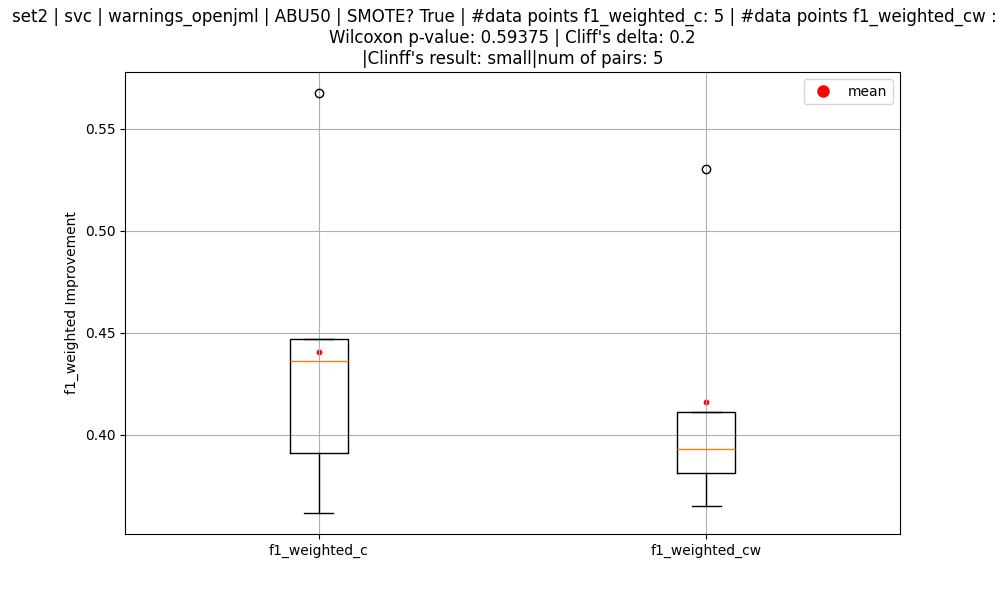 set2 | svc | warnings_openjml | ABU50 | SMOTE? True | #data points f1_weighted_c: 5 | #data points f1_weighted_cw :
Wilcoxon p-value: 0.59375 | Cliff's delta: 0.2
|Clinff's result: small|num of pairs: 5
mean
0.55
0.50
0.45
0.40
f1_weighted Improvement
f1_weighted_c
f1_weighted_cw